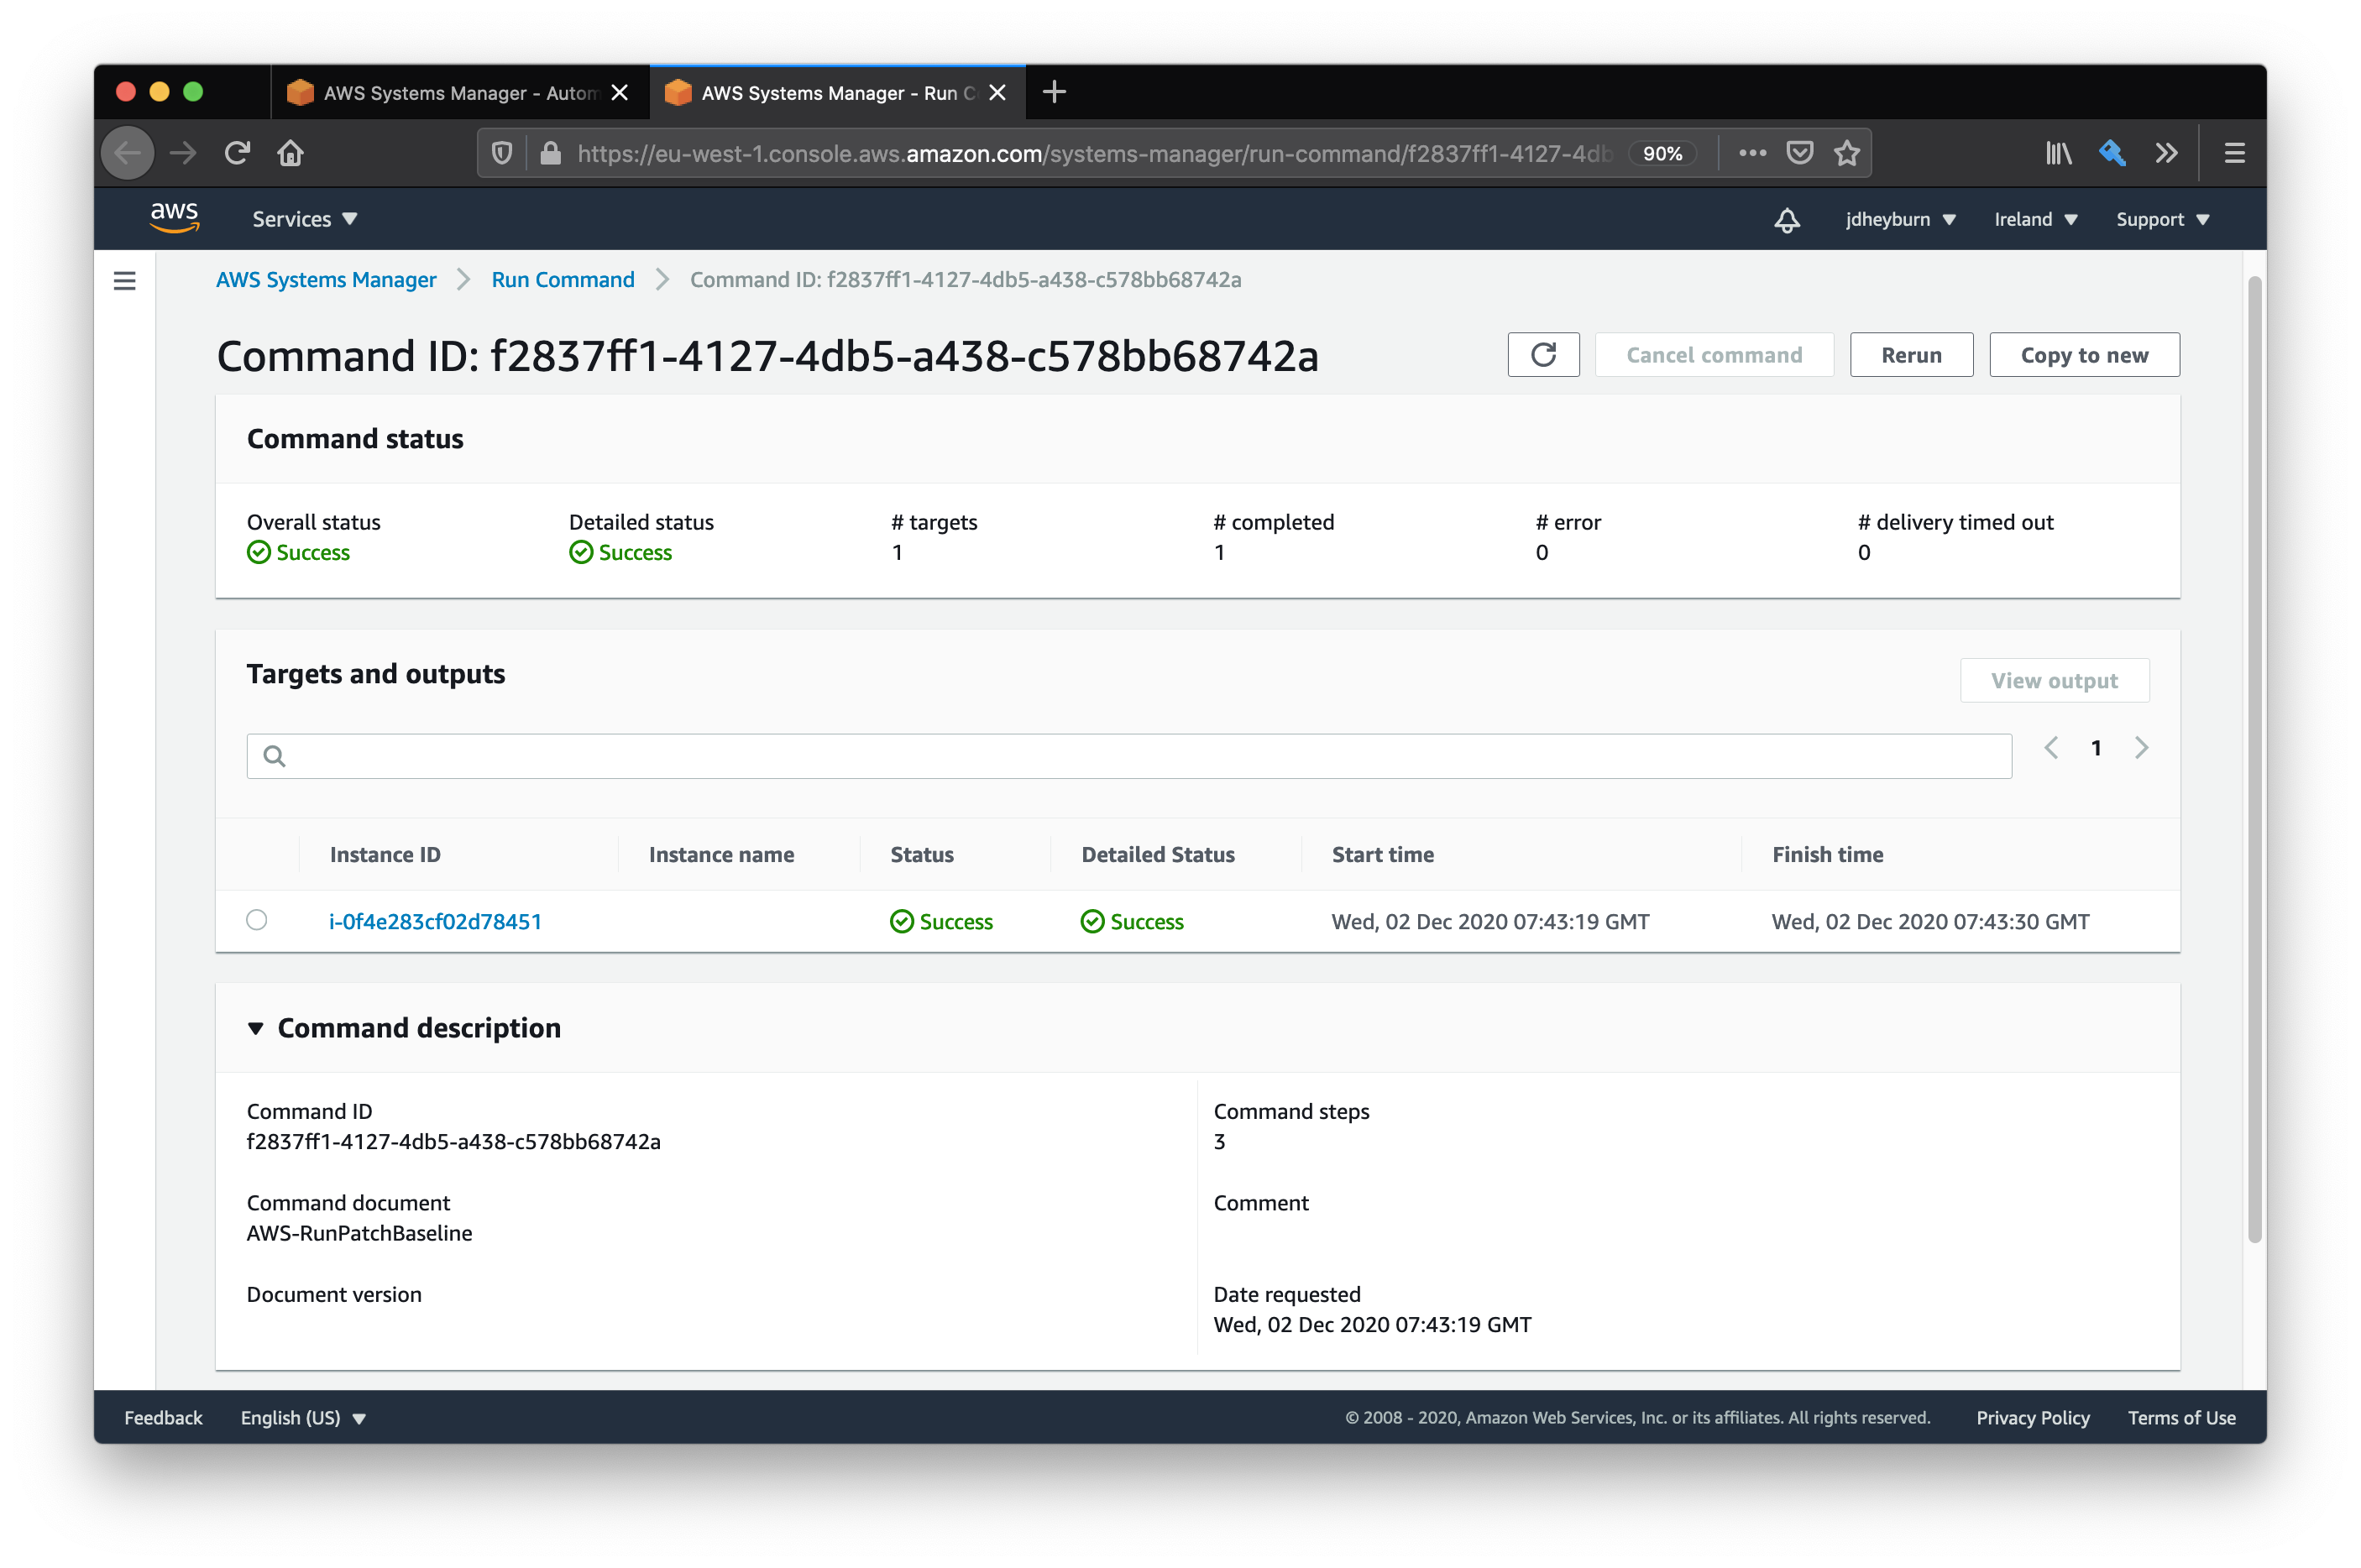 AWS Systems Manager - Autom
AWS Systems Manager - Run C
https://eu-west-1.console.aws.amazon.com/systems-manager/run-command/f2837ff1-4127-4db
90%
aws
Services
jdheyburn
Ireland
Support
AWS Systems Manager
Run Command
Command ID: f2837ff1-4127-4db5-a438-c578bb68742a
Command ID: f2837ff1-4127-4db5-a438-c578bb68742a
Cancel command
Rerun
Copy to new
Command status
Overall status
Detailed status
# targets
# completed
# error
# delivery timed out
Success
Success
1
1
0
0
Targets and outputs
View output
1
Instance ID
Instance name
Status
Detailed Status
Start time
Finish time
i-0f4e283cf02d78451
Success
Success
Wed, 02 Dec 2020 07:43:19 GMT
Wed, 02 Dec 2020 07:43:30 GMT
Command description
Command ID
f2837ff1-4127-4db5-a438-c578bb68742a
Command steps
3
Command document
AWS-RunPatchBaseline
Comment
Document version
Date requested
Wed, 02 Dec 2020 07:43:19 GMT
Feedback
English (US)
© 2008 - 2020, Amazon Web Services, Inc. or its affiliates. All rights reserved.
Privacy Policy
Terms of Use